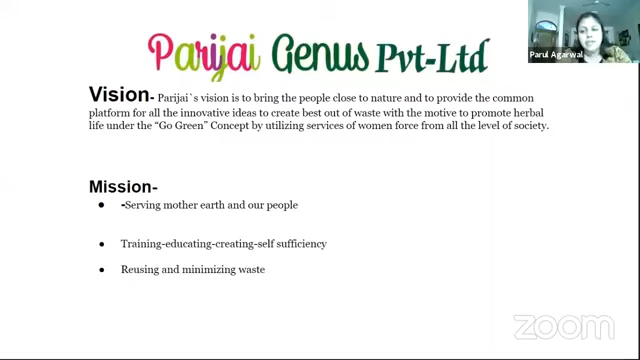 Parijai Genus Pvt-Ltd
Parul Agarwal
Vision- Parijai`s vision is to bring the people close to nature and to provide the common
platform for all the innovative ideas to create best out of waste with the motive to promote herbal
life under the “Go Green” Concept by utilizing services of women force from all the level of society.
Mission-
● -Serving mother earth and our people
● Training-educating-creating-self sufficiency
● Reusing and minimizing waste
zoom